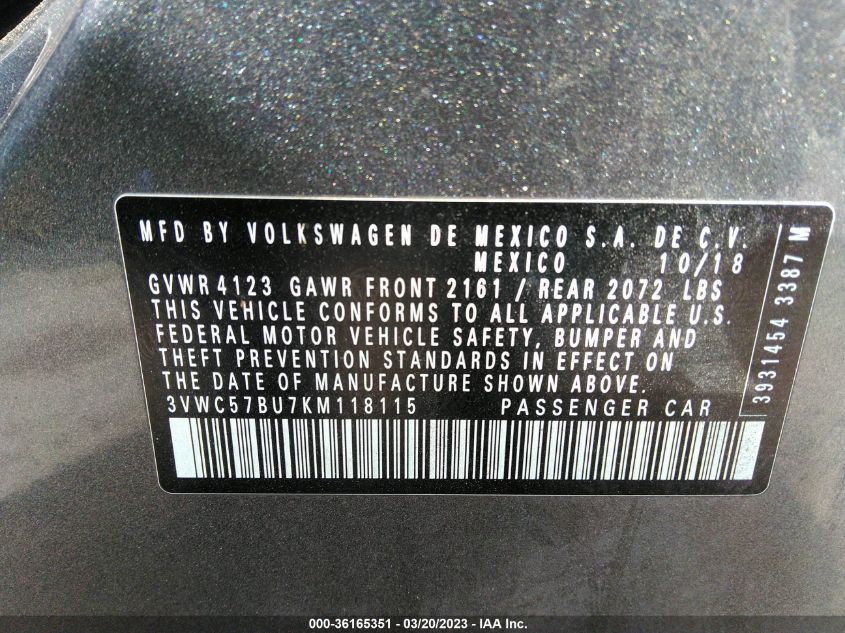 MFD BY VOLKSWAGEN DE MEXICO S.A. DE C.V.
MEXICO 10/18
GVWR 4123 GAWR FRONT 2161 / REAR 2072 LBS
THIS VEHICLE CONFORMS TO ALL APPLICABLE U.S.
FEDERAL MOTOR VEHICLE SAFETY, BUMPER AND
THEFT PREVENTION STANDARDS IN EFFECT ON
THE DATE OF MANUFACTURE SHOWN ABOVE.
3VWC57BU7KM118115 PASSENGER CAR
3931454 3387 M
000-36165351 - 03/20/2023 - IAA Inc.